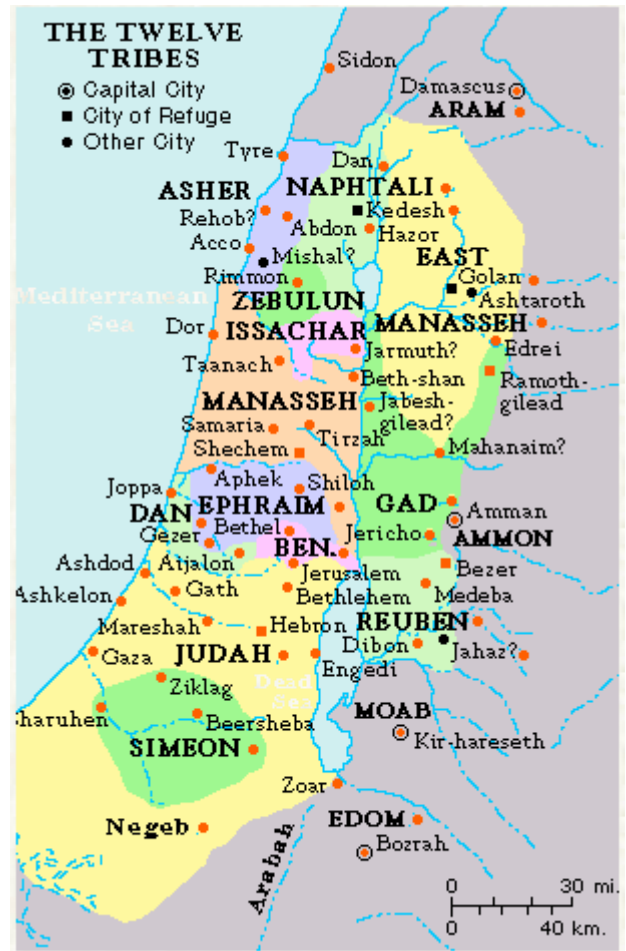 THE TWELVE
TRIBES
Capital City
City of Refuge
Other City
Sidon
Damascus
ARAM
Tyre
Dan
ASHER
NAPHTALI
Rehob?
Kedesh
Abdon
Hazor
Acco
Mishal?
EAST
Golan
Rimmon
Ashtaroth
Mediterranean
Sea
ZEBULUN
Dor
ISSACHAR
MANASSEH
Jarmuth?
Edrei
Taanach
Beth-shan
Ramoth-
gilead
MANASSEH
Jabesh-
gilead?
Samaria
Tirzah
Shechem
Mahanaim?
Aphek
Shiloh
Joppa
DAN
EPHRAIM
GAD
Amman
Bethel
Gezer
Jericho
AMMON
BEN.
Ashdod
Aijalon
Jerusalem
Bezer
Gath
Bethlehem
Medeba
Ashkelon
Mareshah
Hebron
REUBEN
Dibon
Jahaz?
Gaza
JUDAH
Engedi
Ziklag
Dead
Sea
Sharuhen
Beersheba
MOAB
Kir-hareseth
SIMEON
Zoar
Negeb
EDOM
Arabah
Bozrah
0 30 mi.
0 40 km.